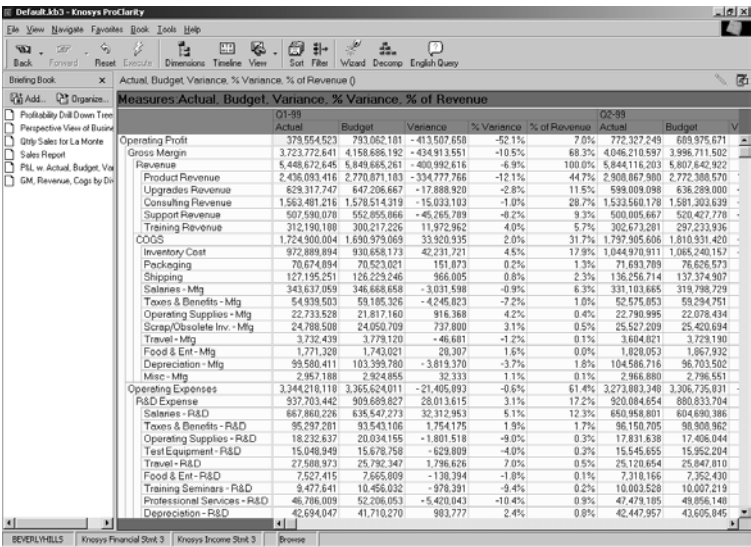 Default.kb3 - Knosys ProClarity
File View Navigate Favorites Book Tools Help
Back Forward Reset Execute Dimensions Timeline View Sort Filter Wizard Decomp English Query
Briefing Book x Actual, Budget, Variance, % Variance, % of Revenue ()
Add... Organize... Measures:Actual, Budget, Variance, % Variance, % of Revenue
Profitability Drill Down Tree
Perspective View of Busine
Qtrly Sales for La Monte
Sales Report
P&L w. Actual, Budget, Var
GM, Revenue, Cogs by Div
Q1-99 Q2-99
Actual Budget Variance % Variance % of Revenue Actual Budget V
Operating Profit 379,554,523 793,062,181 -413,507,658 -52.1% 7.0% 772,327,249 689,975,671
Gross Margin 3,723,772,641 4,158,686,192 -434,913,551 -10.5% 68.3% 4,046,210,597 3,996,711,502
Revenue 5,448,672,645 5,849,665,261 -400,992,616 -6.9% 100.0% 5,844,116,203 5,807,642,922
Product Revenue 2,436,093,416 2,770,871,183 -334,777,766 -12.1% 44.7% 2,908,867,980 2,772,388,570
Upgrades Revenue 629,317,747 647,206,667 -17,888,920 -2.8% 11.5% 599,009,098 636,289,000 -
Consulting Revenue 1,563,481,216 1,578,514,319 -15,033,103 -1.0% 28.7% 1,533,560,178 1,581,303,639 -
Support Revenue 507,590,078 552,855,866 -45,265,789 -8.2% 9.3% 500,005,667 520,427,778 -
Training Revenue 312,190,188 300,217,226 11,972,962 4.0% 5.7% 302,673,281 297,233,936
COGS 1,724,900,004 1,690,979,069 33,920,935 2.0% 31.7% 1,797,905,606 1,810,931,420 -
Inventory Cost 972,889,894 930,658,173 42,231,721 4.5% 17.9% 1,044,970,911 1,065,240,157 -
Packaging 70,674,894 70,523,021 151,873 0.2% 1.3% 71,693,789 76,626,573
Shipping 127,195,251 126,229,246 966,005 0.8% 2.3% 136,256,714 137,374,907
Salaries - Mfg 343,637,059 346,668,658 -3,031,598 -0.9% 6.3% 331,103,665 319,798,729
Taxes & Benefits - Mfg 54,939,503 59,185,326 -4,245,823 -7.2% 1.0% 52,575,853 59,294,751
Operating Supplies - Mfg 22,733,528 21,817,160 916,368 4.2% 0.4% 22,790,995 22,078,434
Scrap/Obsolete Inv. - Mfg 24,788,508 24,050,709 737,800 3.1% 0.5% 25,527,209 25,420,694
Travel - Mfg 3,732,439 3,779,120 -46,681 -1.2% 0.1% 3,604,821 3,729,190
Food & Ent - Mfg 1,771,328 1,743,021 28,307 1.6% 0.0% 1,828,053 1,867,932
Depreciation - Mfg 99,580,411 103,399,780 -3,819,370 -3.7% 1.8% 104,586,716 96,703,502
Misc - Mfg 2,957,188 2,924,855 32,333 1.1% 0.1% 2,966,880 2,796,551
Operating Expenses 3,344,218,118 3,365,624,011 -21,405,893 -0.6% 61.4% 3,273,883,348 3,306,735,831 -
R&D Expense 937,703,442 909,689,827 28,013,615 3.1% 17.2% 920,084,654 880,833,704
Salaries - R&D 667,860,226 635,547,273 32,312,953 5.1% 12.3% 650,958,801 604,690,386
Taxes & Benefits - R&D 95,297,281 93,543,106 1,754,175 1.9% 1.7% 96,150,705 98,908,962
Operating Supplies - R&D 18,232,637 20,034,155 -1,801,518 -9.0% 0.3% 17,831,638 17,406,044
Test Equipment - R&D 15,048,949 15,678,758 -629,809 -4.0% 0.3% 15,545,655 15,952,204
Travel - R&D 27,588,973 25,792,347 1,796,626 7.0% 0.5% 25,120,654 25,847,810
Food & Ent - R&D 7,527,415 7,665,809 -138,394 -1.8% 0.1% 7,318,166 7,352,430
Training Seminars - R&D 9,477,641 10,456,032 -978,391 -9.4% 0.2% 10,003,528 10,007,219
Professional Services - R&D 46,786,009 52,206,053 -5,420,043 -10.4% 0.9% 47,479,185 49,856,148
Depreciation - R&D 42,694,047 41,710,270 983,777 2.4% 0.8% 42,447,957 43,605,845
BEVERLYHILLS Knosys Financial Stmt 3 Knosys Income Stmt 3 Browse